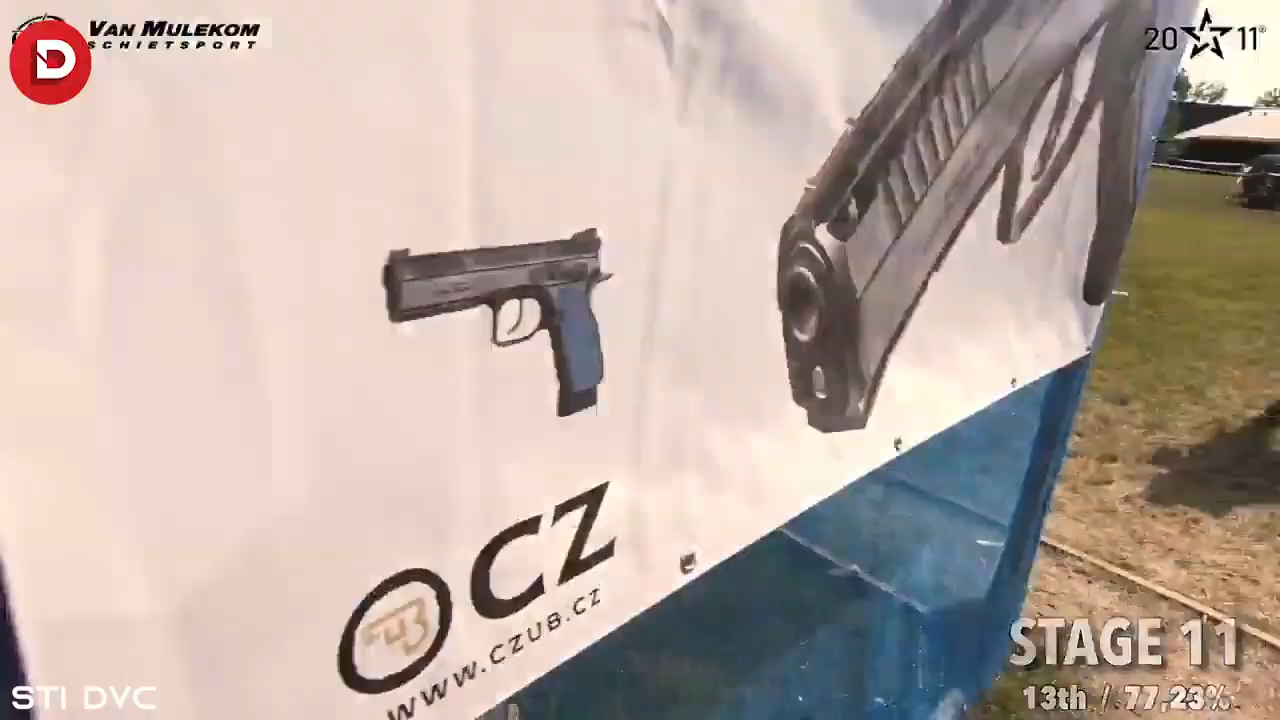 VAN MULEKOM
SCHIETSPORT
D
20 11®
CZ
WWW.CZUB.CZ
STAGE 11
13th / 77,23%
STI DVC